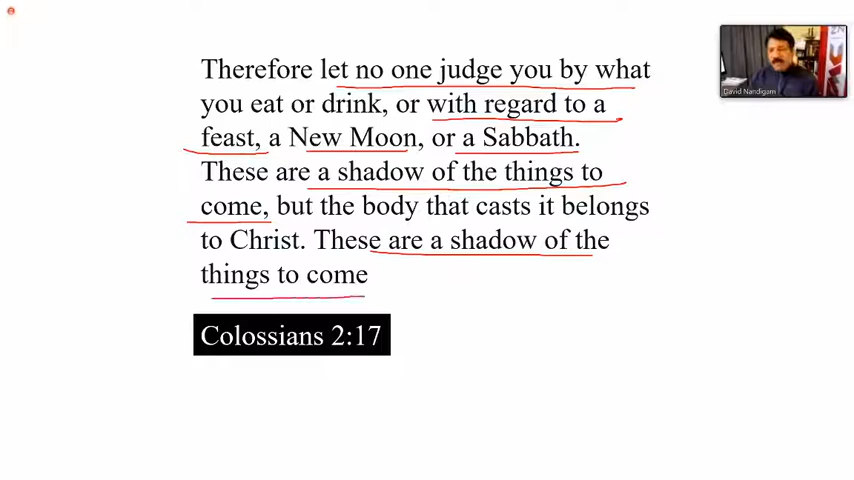 Therefore let no one judge you by what
you eat or drink, or with regard to a
feast, a New Moon, or a Sabbath.
These are a shadow of the things to
come, but the body that casts it belongs
to Christ. These are a shadow of the
things to come
Colossians 2:17
David Nandigam